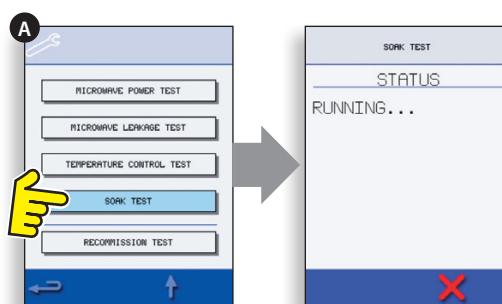 A
MICROWAVE POWER TEST
MICROWAVE LEAKAGE TEST
TEMPERATURE CONTROL TEST
SOAK TEST
RECOMMISSION TEST
SOAK TEST
STATUS
RUNNING...